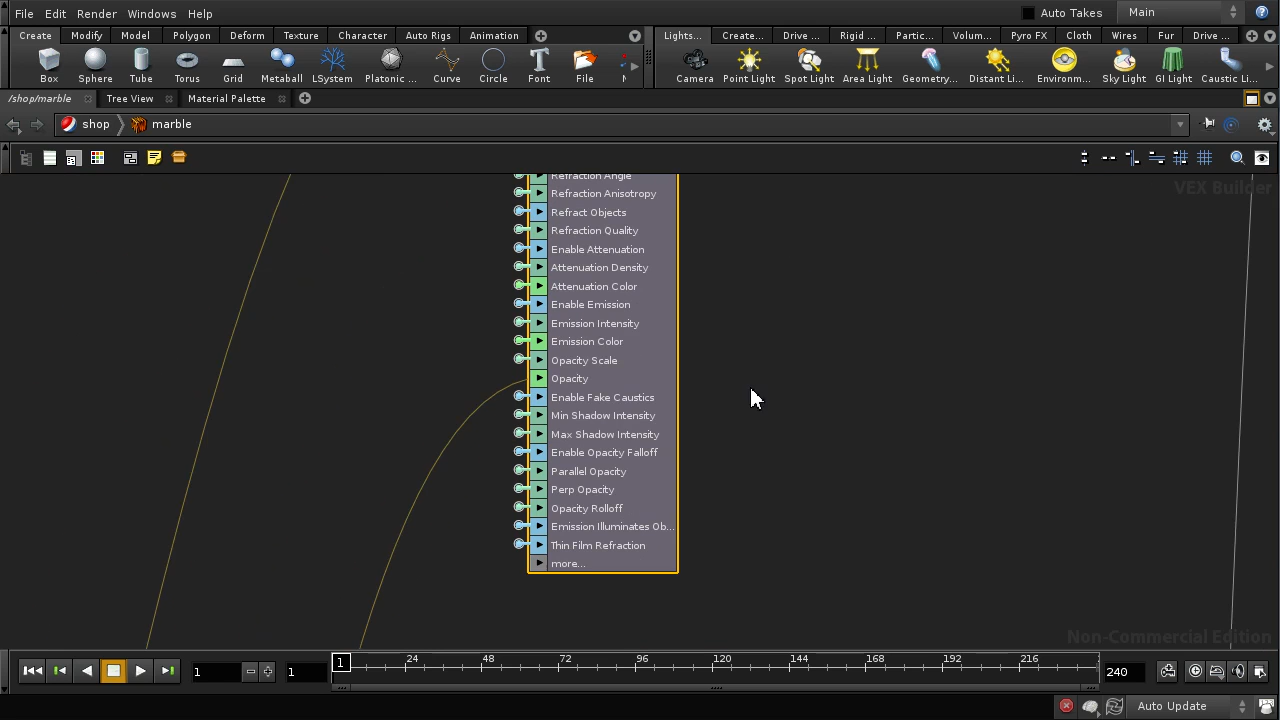 File Edit Render Windows Help
Auto Takes Main
Create Modify Model Polygon Deform Texture Character Auto Rigs Animation
Lights... Create... Drive ... Rigid ... Partic... Volum... Pyro FX Cloth Wires Fur Drive ...
Box Sphere Tube Torus Grid Metaball LSystem Platonic ... Curve Circle Font File
Camera Point Light Spot Light Area Light Geometry... Distant Li... Environm... Sky Light GI Light Caustic Li...
/shop/marble Tree View Material Palette
shop marble
VEX Builder
Refraction Angle
Refraction Anisotropy
Refract Objects
Refraction Quality
Enable Attenuation
Attenuation Density
Attenuation Color
Enable Emission
Emission Intensity
Emission Color
Opacity Scale
Opacity
Enable Fake Caustics
Min Shadow Intensity
Max Shadow Intensity
Enable Opacity Falloff
Parallel Opacity
Perp Opacity
Opacity Rolloff
Emission Illuminates Ob...
Thin Film Refraction
more...
Non-Commercial Edition
1 1 1 24 48 72 96 120 144 168 192 216 240
Auto Update